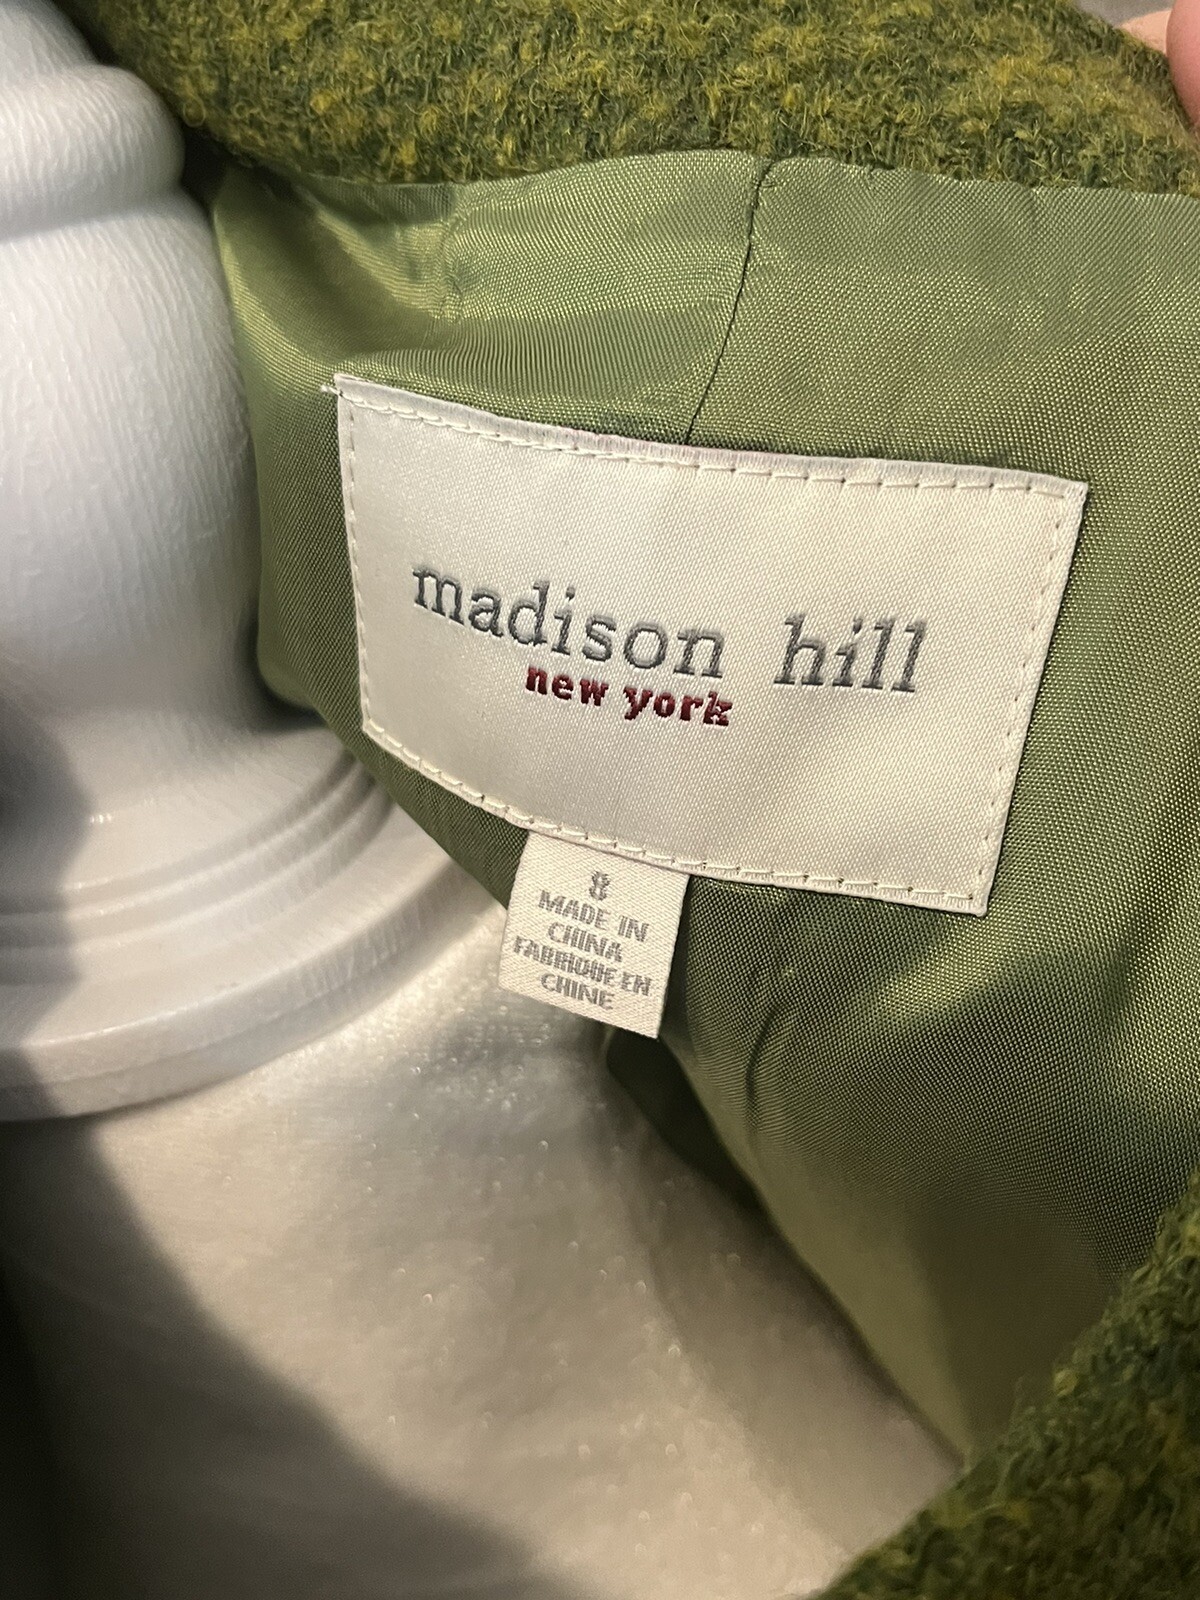 madison hill
new york
8
MADE IN
CHINA
FABRIQUE EN
CHINE